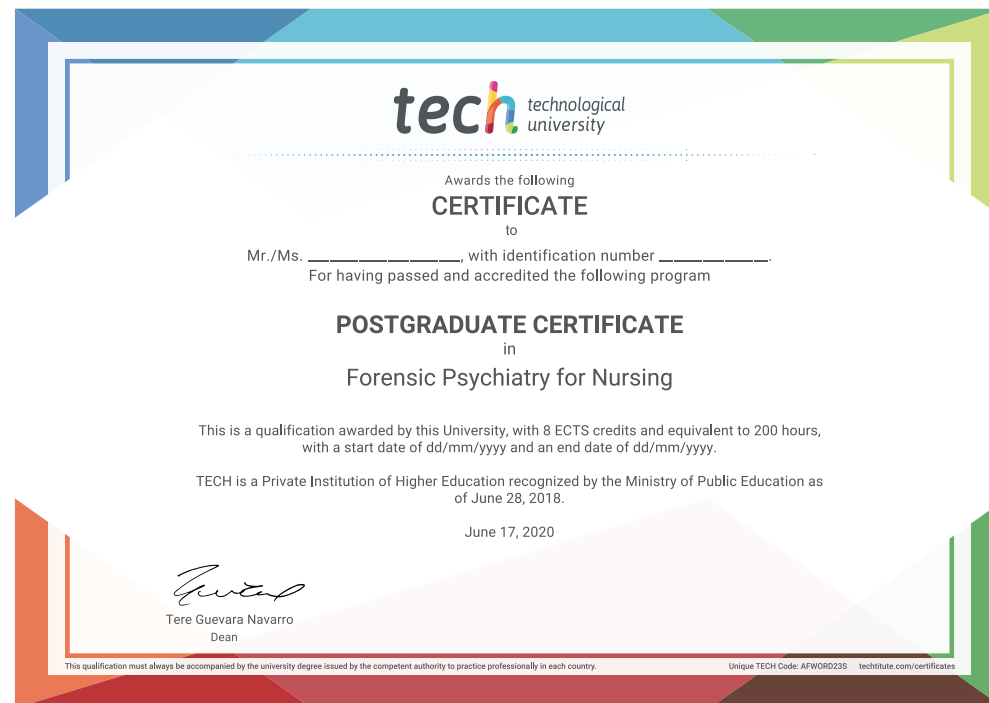 tech technological
university
Awards the following
CERTIFICATE
to
Mr./Ms. ____________________, with identification number ______________.
For having passed and accredited the following program
POSTGRADUATE CERTIFICATE
in
Forensic Psychiatry for Nursing
This is a qualification awarded by this University, with 8 ECTS credits and equivalent to 200 hours,
with a start date of dd/mm/yyyy and an end date of dd/mm/yyyy.
TECH is a Private Institution of Higher Education recognized by the Ministry of Public Education as
of June 28, 2018.
June 17, 2020
Tere Guevara Navarro
Dean
This qualification must always be accompanied by the university degree issued by the competent authority to practice professionally in each country.
Unique TECH Code: AFWORD23S techtitute.com/certificates